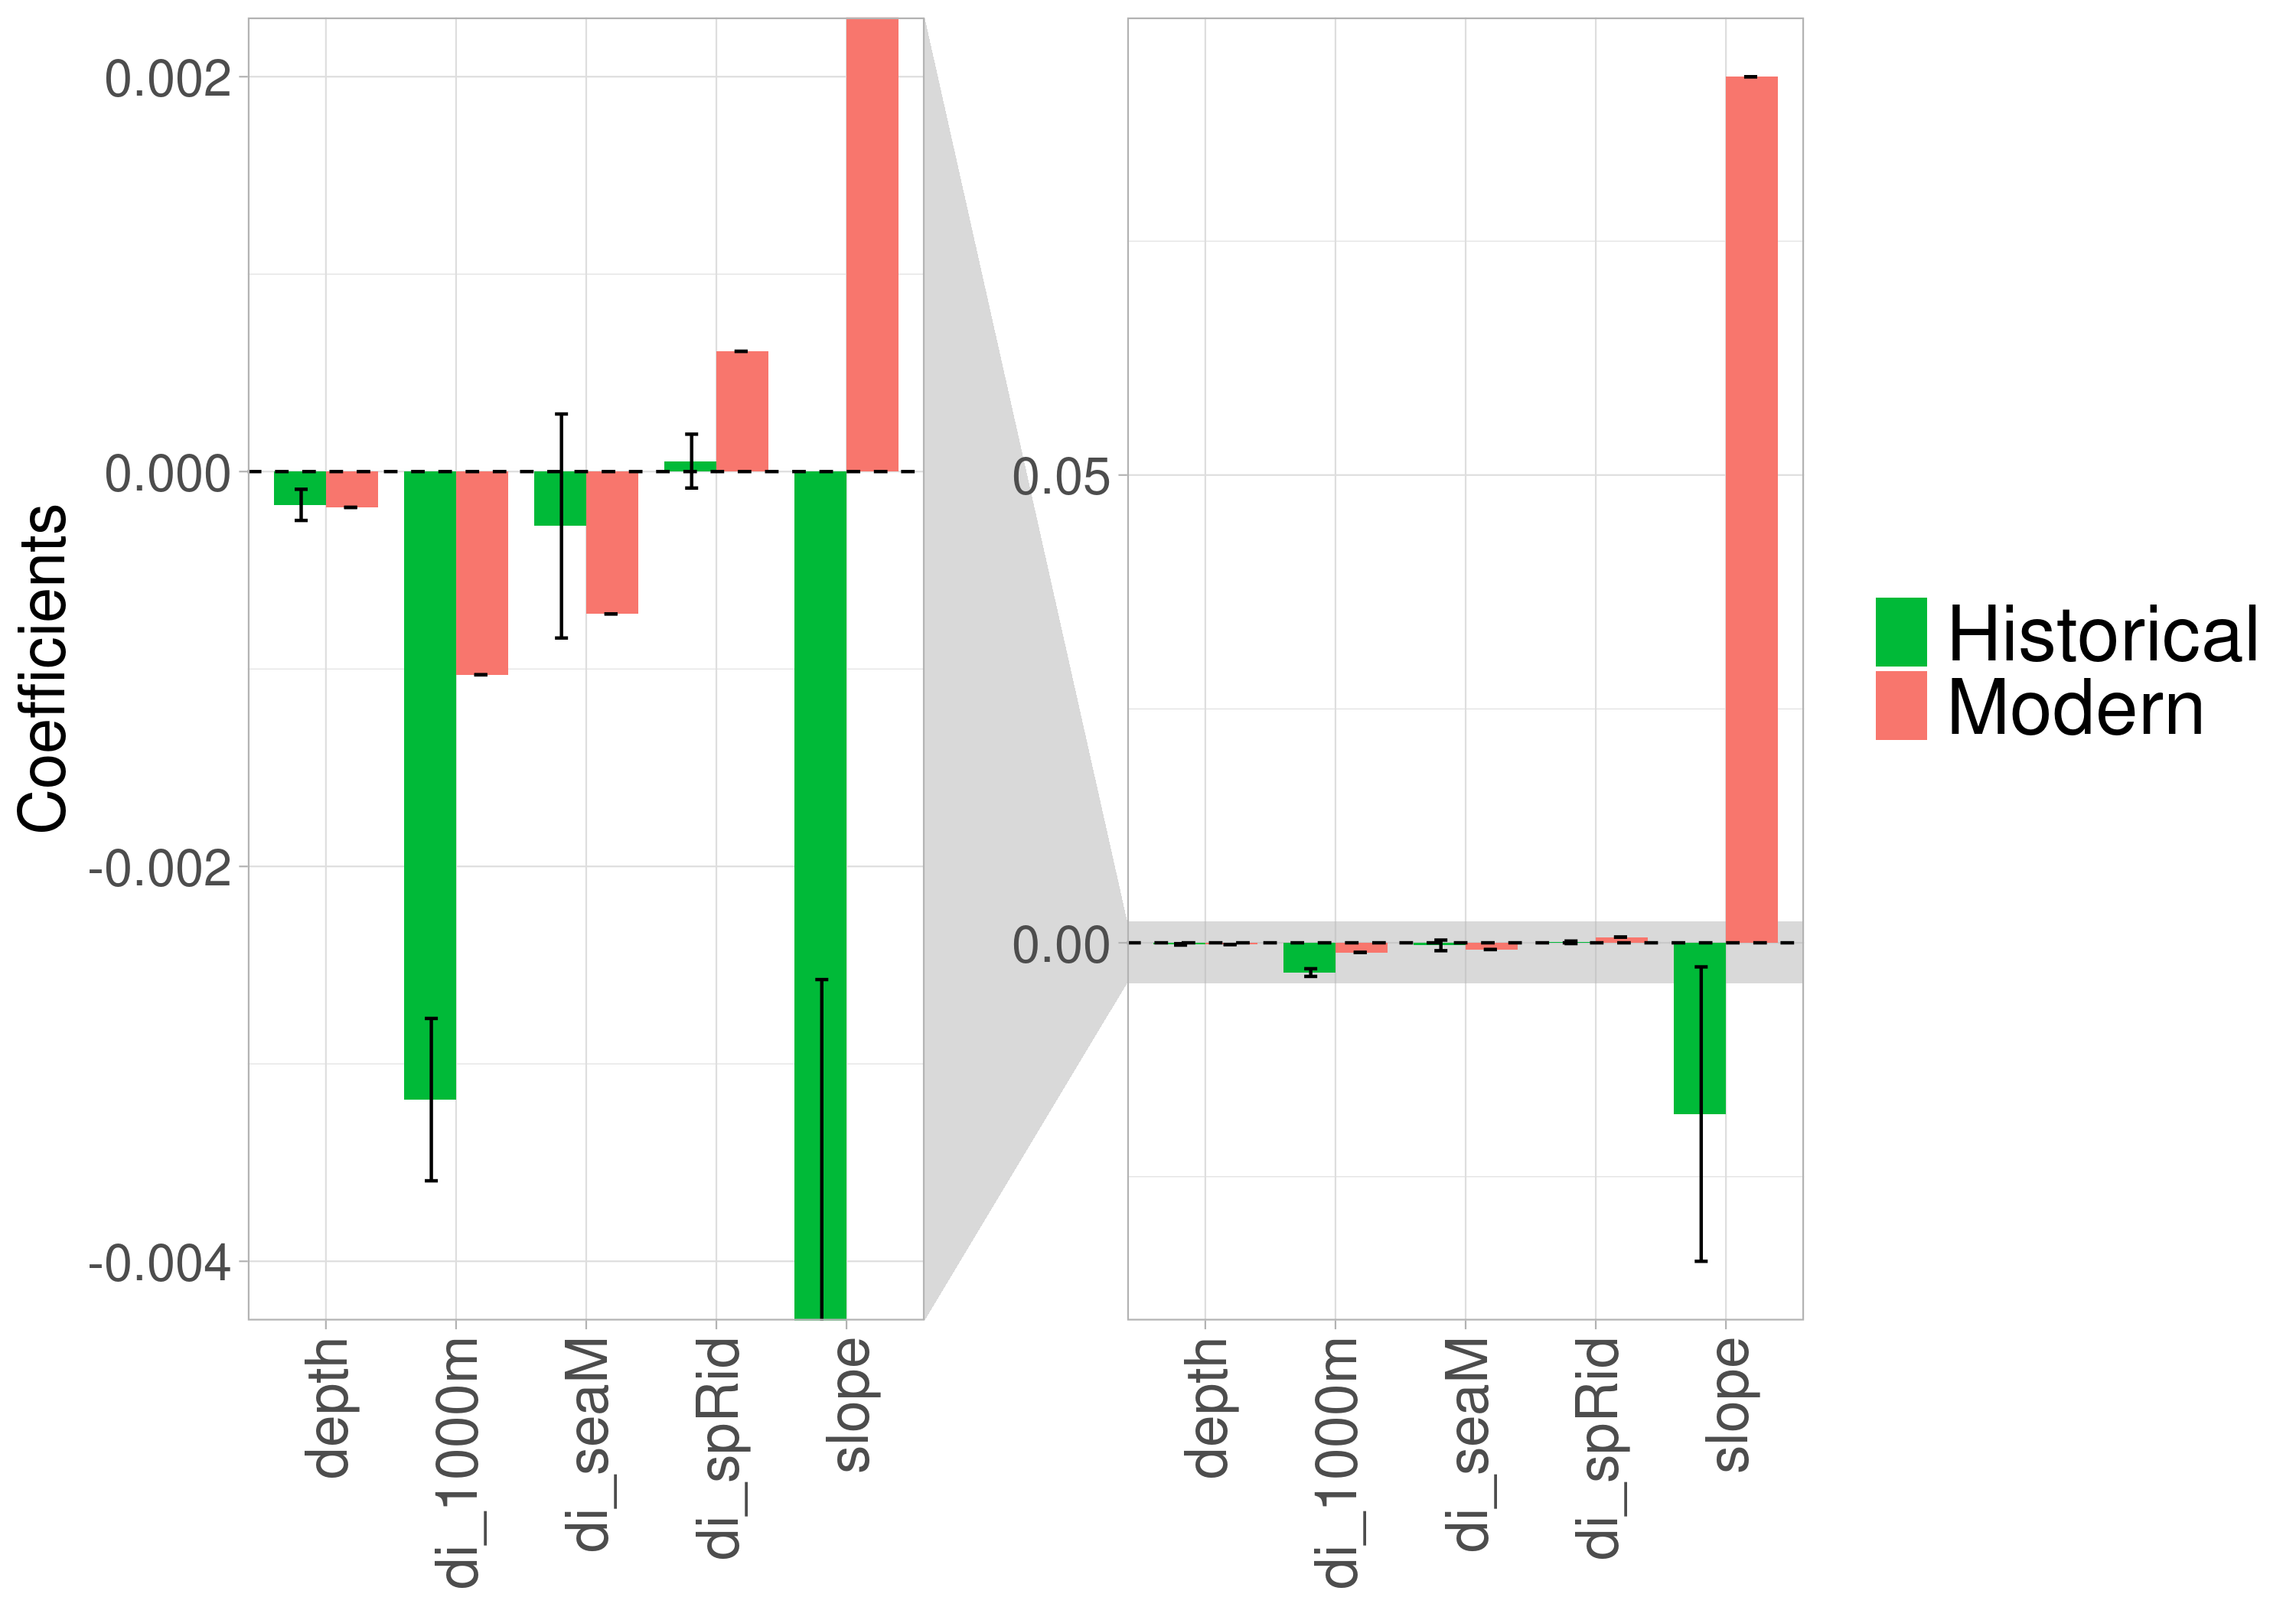 Coefficients
0.002
0.000
-0.002
-0.004
depth
di_1000m
di_seaM
di_spRid
slope
0.05
0.00
depth
di_1000m
di_seaM
di_spRid
slope
Historical
Modern